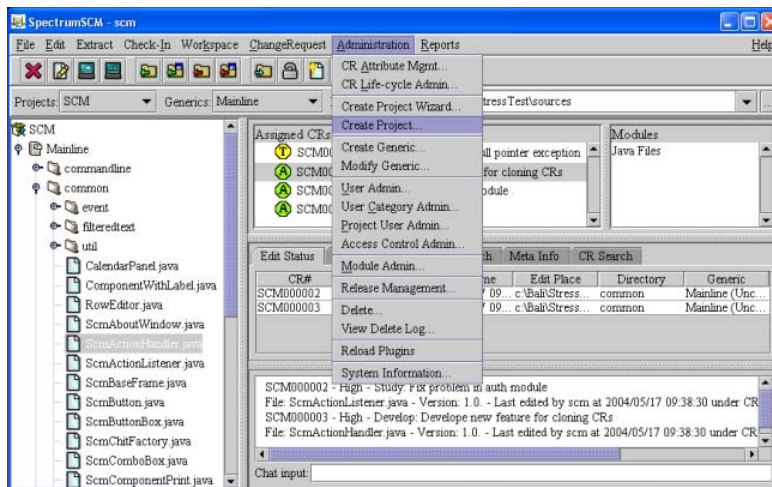 SpectrumSCM - scm
File Edit Extract Check-In Workspace ChangeRequest Administration Reports Help
Projects: SCM Generics: Mainline tressTest\sources
CR Attribute Mgmt...
CR Life-cycle Admin...
Create Project Wizard...
Create Project...
Create Generic...
Modify Generic...
User Admin...
User Category Admin...
Project User Admin...
Access Control Admin...
Module Admin...
Release Management...
Delete...
View Delete Log...
Reload Plugins
System Information...
SCM
Mainline
commandline
common
event
filteredtext
util
CalendarPanel.java
ComponentWithLabel.java
RowEditor.java
ScmAboutWindow.java
ScmActionHandler.java
ScmActionListener.java
ScmBaseFrame.java
ScmButton.java
ScmButtonBox.java
ScmChitFactory.java
ScmComboBox.java
ScmComponentPrint.java
Assigned CRs
T SCM00 ll pointer exception
A SCM00 for cloning CRs
A SCM00 odule
A SCM00
Modules
Java Files
Edit Status h Meta Info CR Search
CR# me Edit Place Directory Generic
SCM000002 7 09... c:\Bali\Stress... common Mainline (Unc...
SCM000003 7 09... c:\Bali\Stress... common Mainline (Unc...
SCM000002 - High - Study: Fix problem in auth module
File: ScmActionListener.java - Version: 1.0. - Last edited by scm at 2004/05/17 09:38:30 under CR
SCM000003 - High - Develop: Develope new feature for cloning CRs
File: ScmActionHandler.java - Version: 1.0. - Last edited by scm at 2004/05/17 09:38:30 under CR
Chat input: